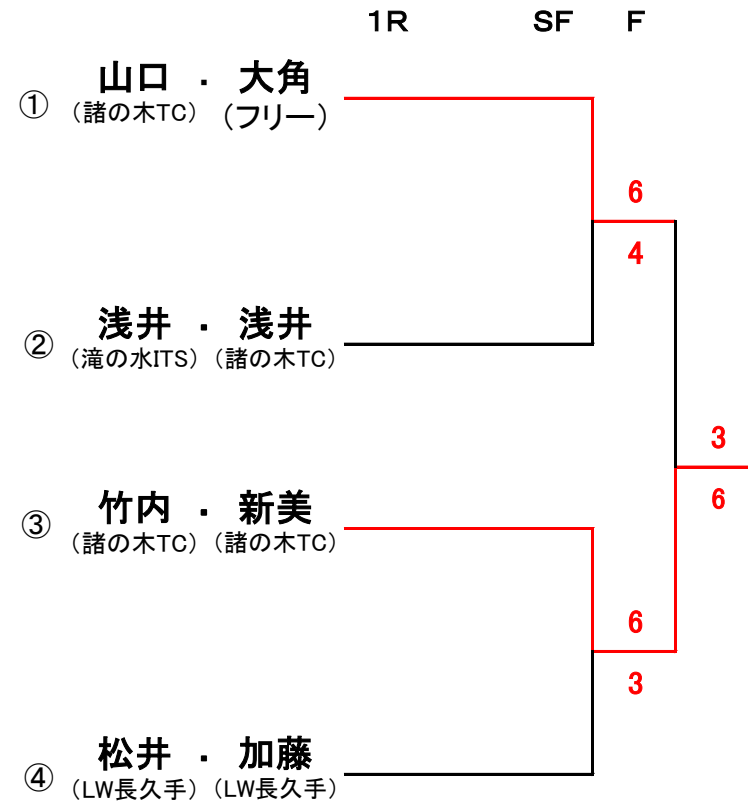 1R SF F
① 山口 ・ 大角
（諸の木TC） （フリー）
6
4
② 浅井 ・ 浅井
（滝の水ITS） （諸の木TC）
3
6
③ 竹内 ・ 新美
（諸の木TC） （諸の木TC）
6
3
④ 松井 ・ 加藤
（LW長久手） （LW長久手）